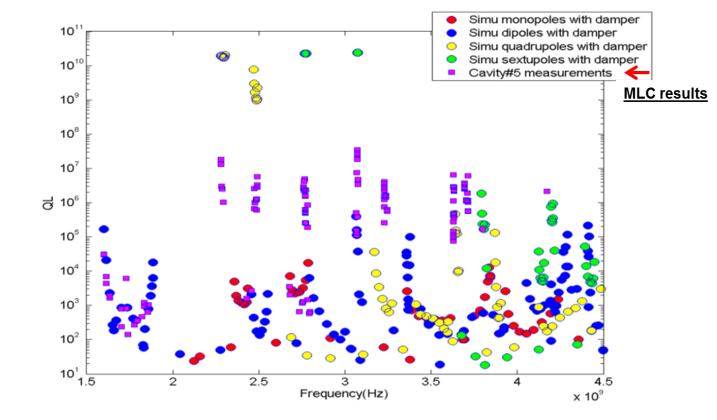 Simu monopoles with damper
Simu dipoles with damper
Simu quadrupoles with damper
Simu sextupoles with damper
Cavity#5 measurements
MLC results
10^11
10^10
10^9
10^8
10^7
10^6
10^5
10^4
10^3
10^2
10^1
QL
1.5 2 2.5 3 3.5 4 4.5
Frequency(Hz)
x 10^9